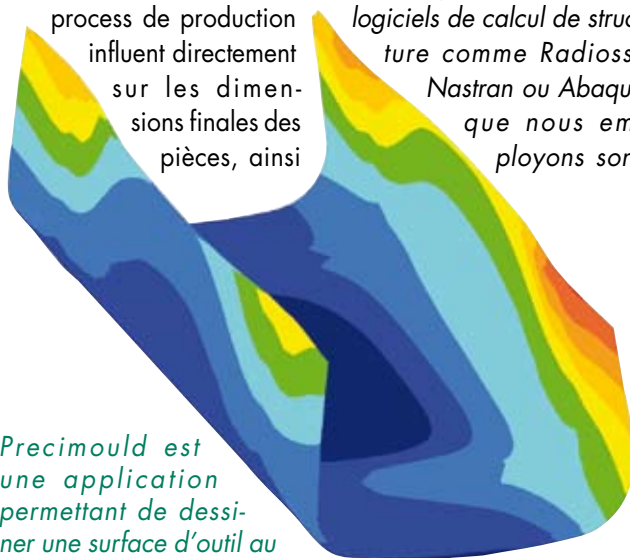 process de production
influent directement
sur les dimen-
sions finales des
pièces, ainsi
logiciels de calcul de struc
ture comme Radioss
Nastran ou Abaqu
que nous em
ployons son
Precimould est
une application
permettant de dessi-
ner une surface d'outil au